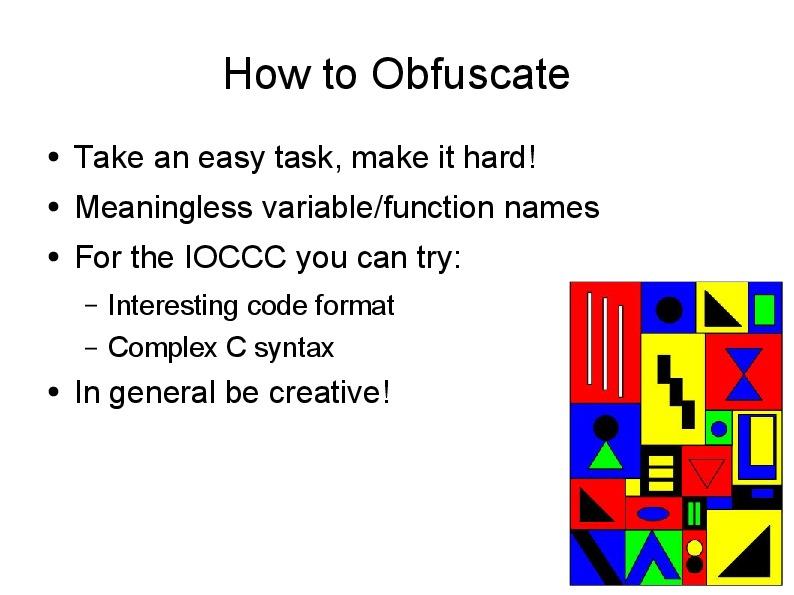 How to Obfuscate
• Take an easy task, make it hard!
• Meaningless variable/function names
• For the IOCCC you can try:
– Interesting code format
– Complex C syntax
• In general be creative!